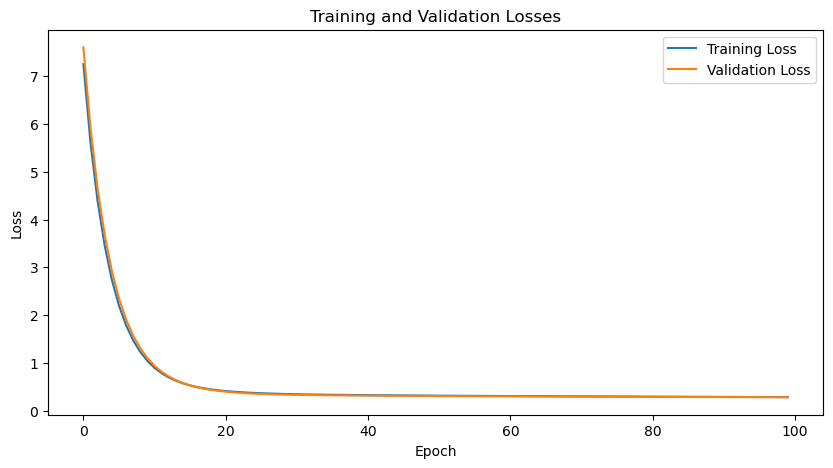 Training and Validation Losses
Training Loss
Validation Loss
7
6
5
4
3
2
1
0
Loss
0 20 40 60 80 100
Epoch